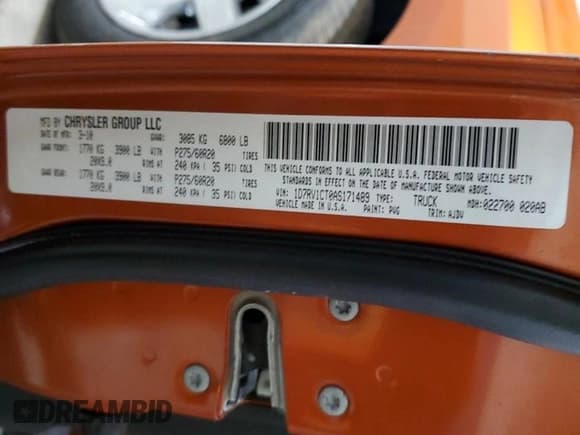 MFD BY CHRYSLER GROUP LLC
DATE OF MFR: 3-10 GVWR: 3085 KG 6800 LB
GAWR FRONT: 1770 KG 3900 LB WITH P275/60R20 TIRES
20X9.0 RIMS AT 240 KPA ( 35 PSI) COLD
GAWR REAR: 1770 KG 3900 LB WITH P275/60R20 TIRES
20X9.0 RIMS AT 240 KPA ( 35 PSI) COLD
THIS VEHICLE CONFORMS TO ALL APPLICABLE U.S.A. FEDERAL MOTOR VEHICLE SAFETY
STANDARDS IN EFFECT ON THE DATE OF MANUFACTURE SHOWN ABOVE.
VIN: 1D7RV1CT0AS171489 TYPE: TRUCK MDH: 022700 020AB
VEHICLE MADE IN U.S.A. PAINT: PVG TRIM: AJDV
DREAMBID